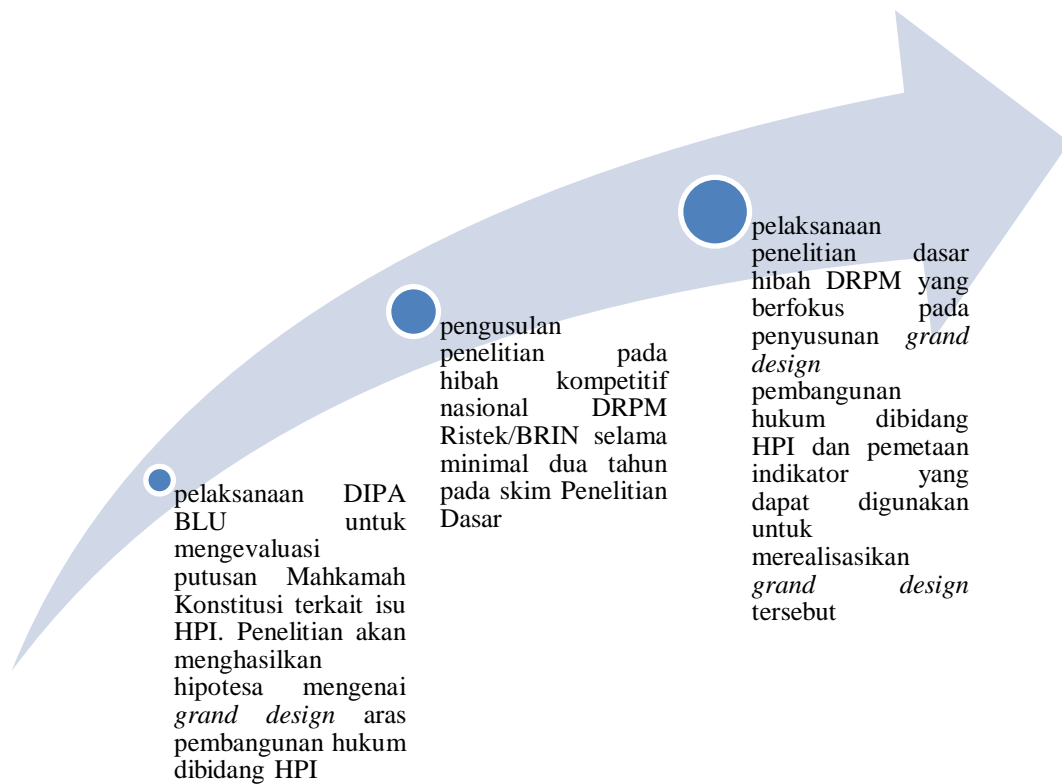 pelaksanaan DIPA
BLU untuk
mengevaluasi
putusan Mahkamah
Konstitusi terkait isu
HPI. Penelitian akan
menghasilkan
hipotesa mengenai
grand design aras
pembangunan hukum
dibidang HPI
pengusulan
penelitian pada
hibah kompetitif
nasional DRPM
Ristek/BRIN selama
minimal dua tahun
pada skim Penelitian
Dasar
pelaksanaan
penelitian dasar
hibah DRPM yang
berfokus pada
penyusunan grand
design
pembangunan
hukum dibidang
HPI dan pemetaan
indikator yang
dapat digunakan
untuk
merealisasikan
grand design
tersebut